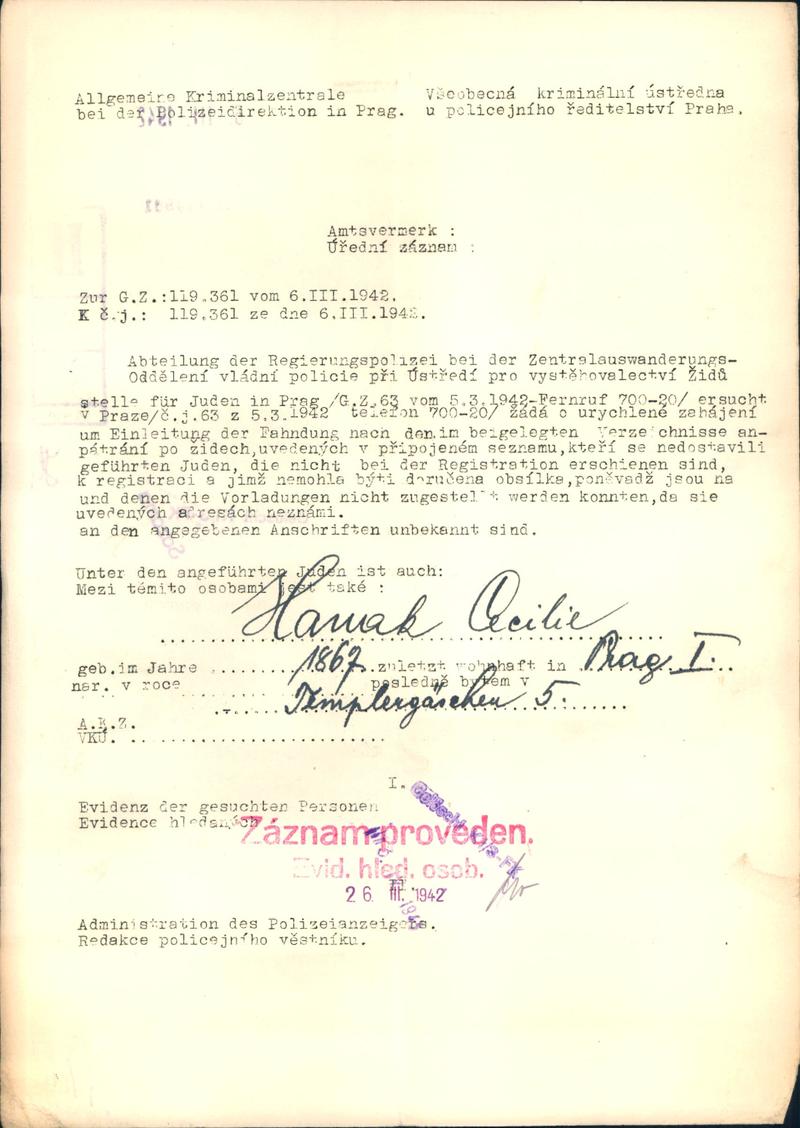 Allgemeine Kriminalzentrale
bei der Polizeidirektion in Prag.
Všeobecná kriminální ústředna
u policejního ředitelství Praha.
Amtsvermerk :
Úřední záznam :
Zur G.Z.:119.361 vom 6.III.1942.
K č.j.: 119.361 ze dne 6.III.1942.
Abteilung der Regierungspolizei bei der Zentralauswanderungs-
Oddělení vládní policie při Ústředí pro vystěhovalectví Židů
stelle für Juden in Prag /G.Z.63 vom 5.3.1942-Fernruf 700-20/ ersucht
v Praze/č.j.63 z 5.3.1942 telefon 700-20/ žádá o urychlené zahájení
um Einleitung der Fahndung nach den im beigelegten Verzeichnisse an-
pátrání po židech,uvedených v připojeném seznamu,kteří se nedostavili
geführten Juden, die nicht bei der Registration erschienen sind,
k registraci a jimž nemohla býti doručena obsílka,poněvadž jsou na
und denen die Vorladungen nicht zugestellt werden konnten,da sie
uvedených adresách neznámi.
an den angegebenen Anschriften unbekannt sind.
Unter den angeführten Juden ist auch:
Mezi těmito osobami jest také :
Hanak Cecilie
geb.im Jahre 1867 zuletzt wohnhaft in Prag I.
nar. v roce posledně bytem v
Templergäschen 5.
A.K.Z.
VKÚ.
I.
Evidenz der gesuchten Personen
Evidence hledaných
Záznam proveden.
Evid. hled. osob.
26. III. 1942
Administration des Polizeianzeigers.
Redakce policejního věstníku.